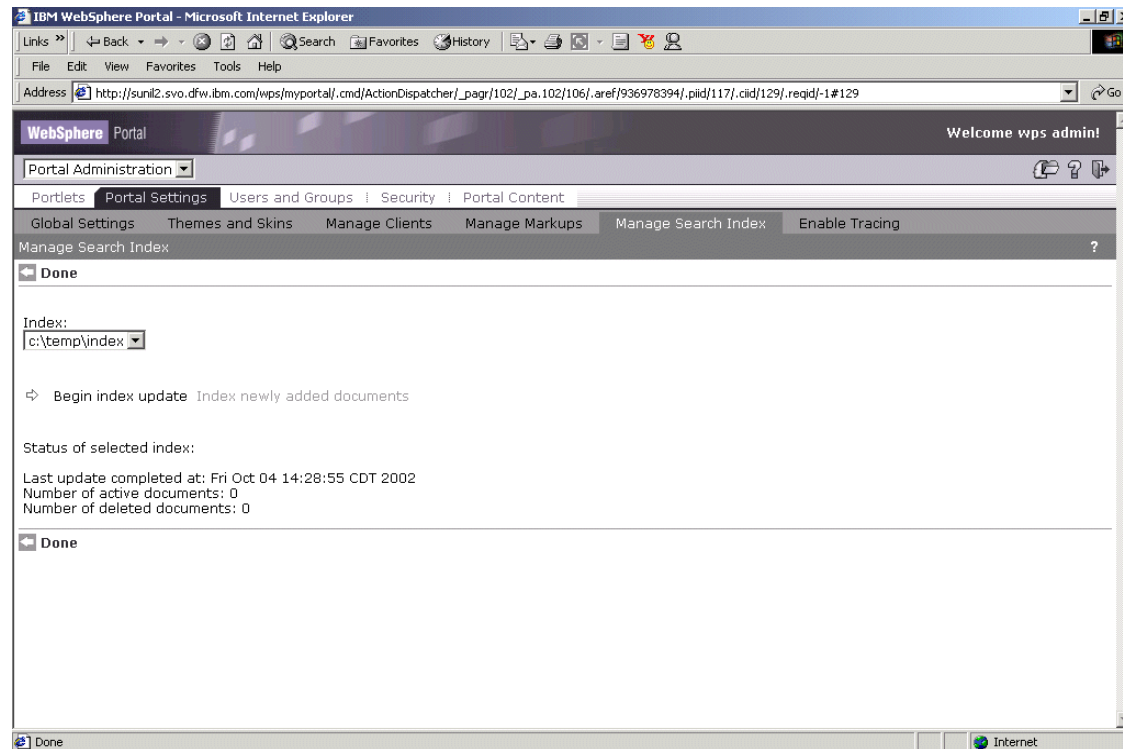 IBM WebSphere Portal - Microsoft Internet Explorer
Links » Back Search Favorites History
File Edit View Favorites Tools Help
Address http://sunil2.svo.dfw.ibm.com/wps/myportal/.cmd/ActionDispatcher/_pagr/102/_pa.102/106/.aref/936978394/.piid/117/.ciid/129/.reqid/-1#129 Go
WebSphere Portal Welcome wps admin!
Portal Administration ?
Portlets Portal Settings Users and Groups Security Portal Content
Global Settings Themes and Skins Manage Clients Manage Markups Manage Search Index Enable Tracing
Manage Search Index ?
Done
Index:
c:\temp\index
Begin index update Index newly added documents
Status of selected index:
Last update completed at: Fri Oct 04 14:28:55 CDT 2002
Number of active documents: 0
Number of deleted documents: 0
Done
Done Internet